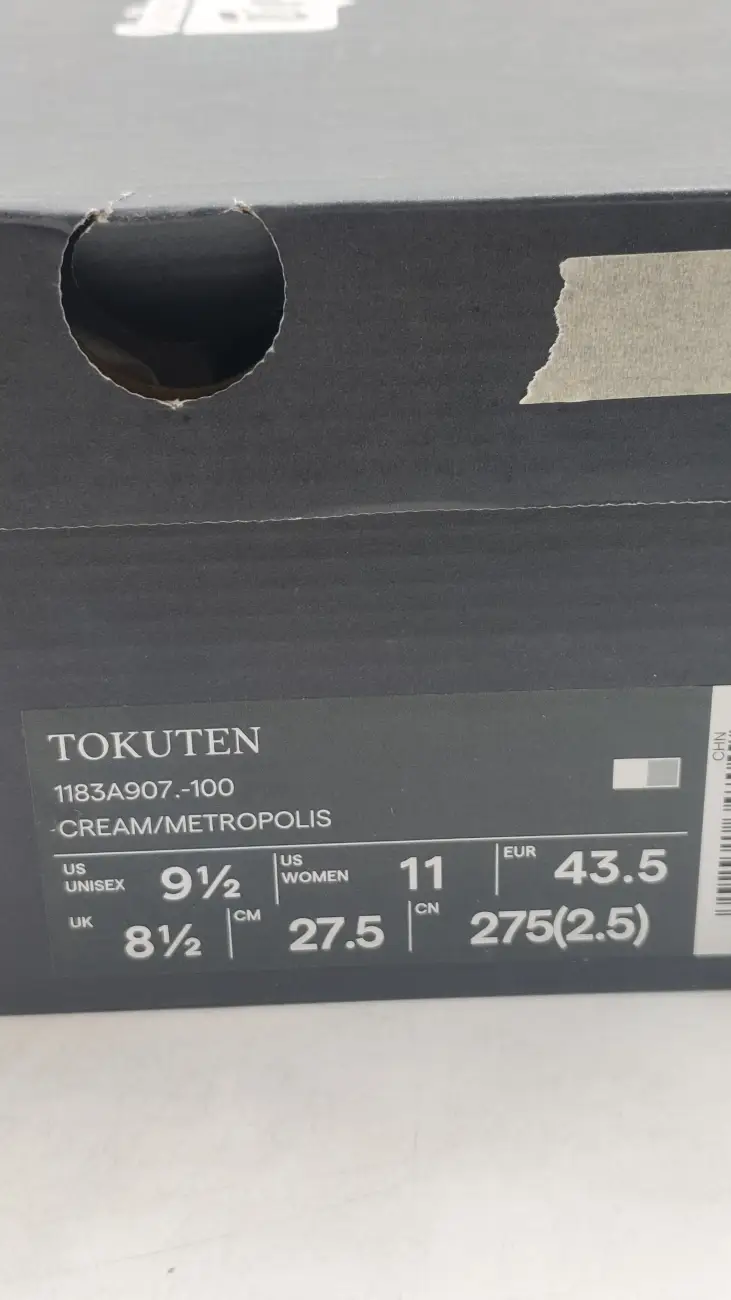 TOKUTEN
1183A907.-100
CREAM/METROPOLIS
US UNISEX 9½ US WOMEN 11 EUR 43.5
UK 8½ CM 27.5 CN 275(2.5)
CHN